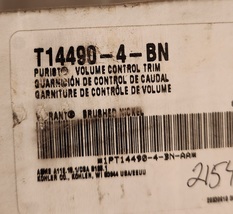 T14490-4-BN
PURIST® VOLUME CONTROL TRIM
GUARNICIÓN DE CONTROL DE CAUDAL
GARNITURE DE CONTRÔLE DE VOLUME
BRUSHED NICKEL
*1PT14490-4-BN-AA*
KOHLER CO., KOHLER, WI 53044 USA/EEUU
2154